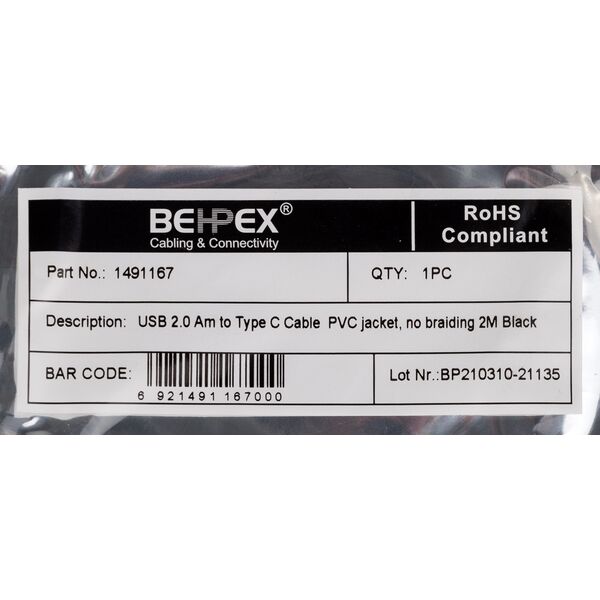 BEHPEX®
Cabling & Connectivity
RoHS
Compliant
Part No.: 1491167
QTY: 1PC
Description: USB 2.0 Am to Type C Cable PVC jacket, no braiding 2M Black
BAR CODE:
6 921491 167000
Lot Nr.:BP210310-21135